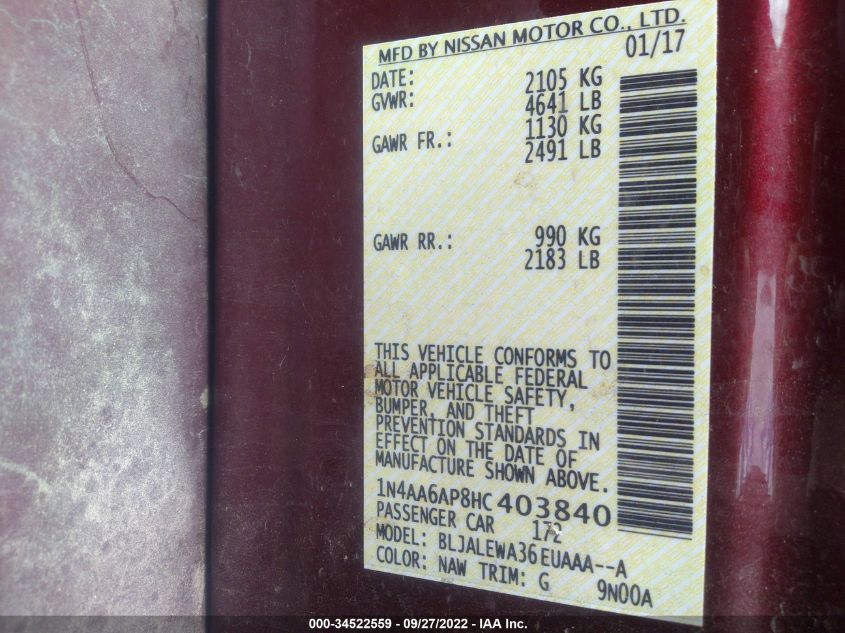 MFD BY NISSAN MOTOR CO., LTD.
01/17
DATE: 2105 KG
GVWR: 4641 LB
1130 KG
GAWR FR.: 2491 LB
GAWR RR.: 990 KG
2183 LB
THIS VEHICLE CONFORMS TO
ALL APPLICABLE FEDERAL
MOTOR VEHICLE SAFETY,
BUMPER, AND THEFT
PREVENTION STANDARDS IN
EFFECT ON THE DATE OF
MANUFACTURE SHOWN ABOVE.
1N4AA6AP8HC403840
PASSENGER CAR 172
MODEL: BLJALEWA36EUAAA--A
COLOR: NAW TRIM: G 9N00A
000-34522559 - 09/27/2022 - IAA Inc.